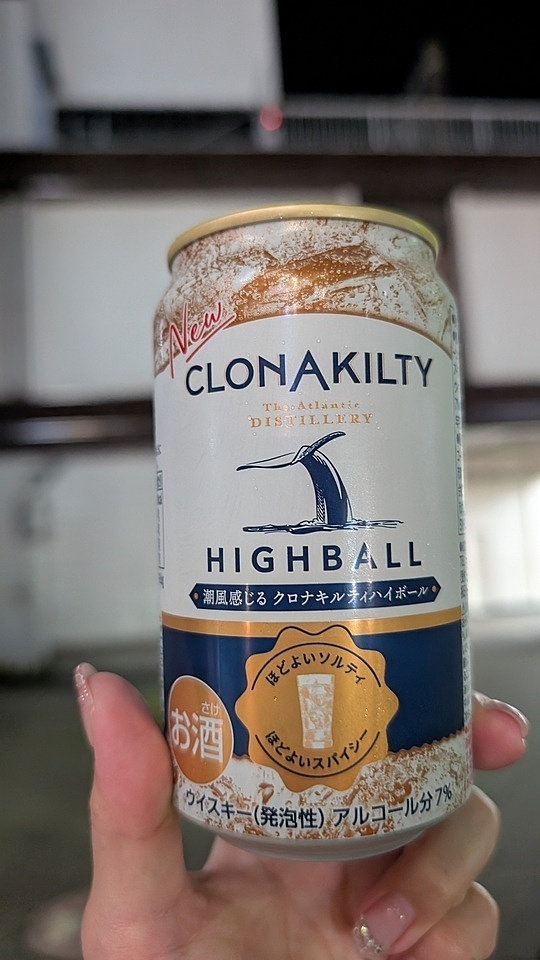 New
CLONAKILTY
The Atlantic
DISTILLERY
HIGHBALL
潮風感じる クロナキルティハイボール
ほどよいソルティ
ほどよいスパイシー
さけ
お酒
ウイスキー(発泡性) アルコール分7%